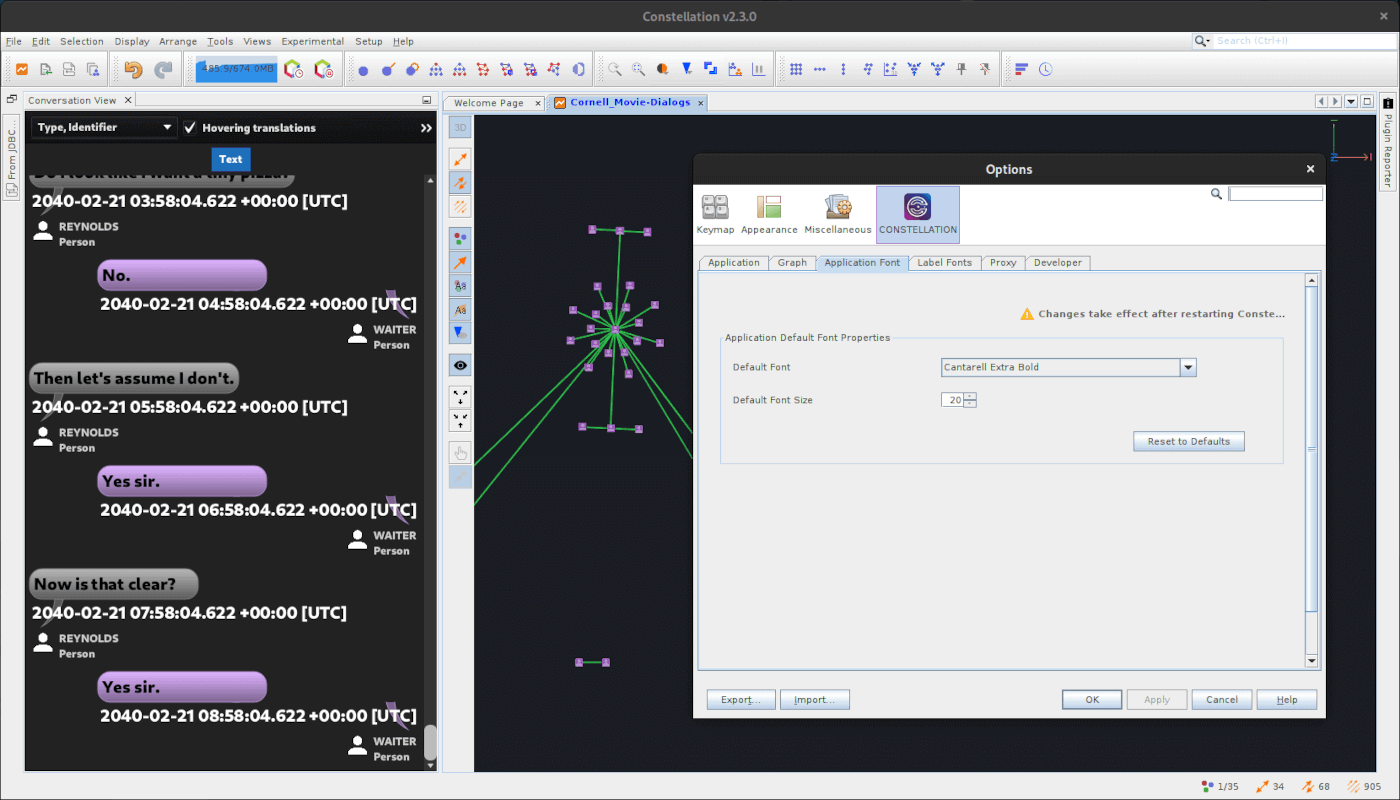 Constellation v2.3.0
File Edit Selection Display Arrange Tools Views Experimental Setup Help
Search (Ctrl+I)
485.9/674.0MB
Conversation View
Welcome Page
Cornell_Movie-Dialogs
From JDBC...
Plugin Reporter
Type, Identifier
Hovering translations
Text
Do I look like I want a tiny pizza?
2040-02-21 03:58:04.622 +00:00 [UTC]
REYNOLDS
Person
No.
2040-02-21 04:58:04.622 +00:00 [UTC]
WAITER
Person
Then let's assume I don't.
2040-02-21 05:58:04.622 +00:00 [UTC]
REYNOLDS
Person
Yes sir.
2040-02-21 06:58:04.622 +00:00 [UTC]
WAITER
Person
Now is that clear?
2040-02-21 07:58:04.622 +00:00 [UTC]
REYNOLDS
Person
Yes sir.
2040-02-21 08:58:04.622 +00:00 [UTC]
WAITER
Person
3D
Options
Keymap Appearance Miscellaneous CONSTELLATION
Application Graph Application Font Label Fonts Proxy Developer
Changes take effect after restarting Conste...
Application Default Font Properties
Default Font
Cantarell Extra Bold
Default Font Size
20
Reset to Defaults
Export... Import... OK Apply Cancel Help
1/35 34 68 905